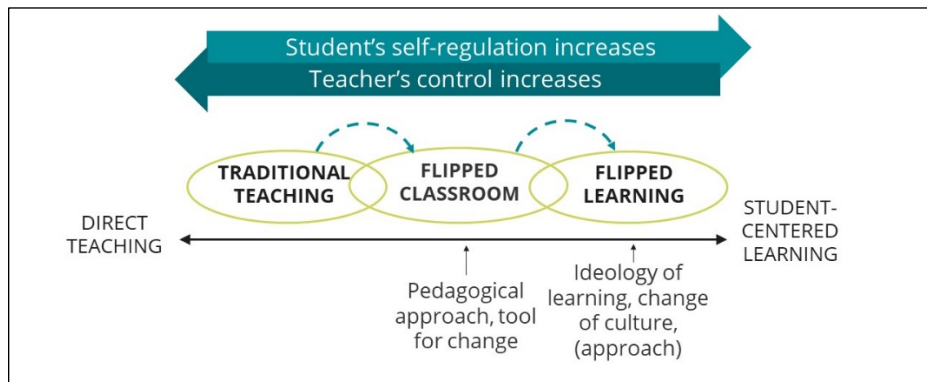 Student's self-regulation increases
Teacher's control increases
TRADITIONAL
TEACHING
FLIPPED
CLASSROOM
FLIPPED
LEARNING
DIRECT
TEACHING
STUDENT-
CENTERED
LEARNING
Pedagogical
approach, tool
for change
Ideology of
learning, change
of culture,
(approach)